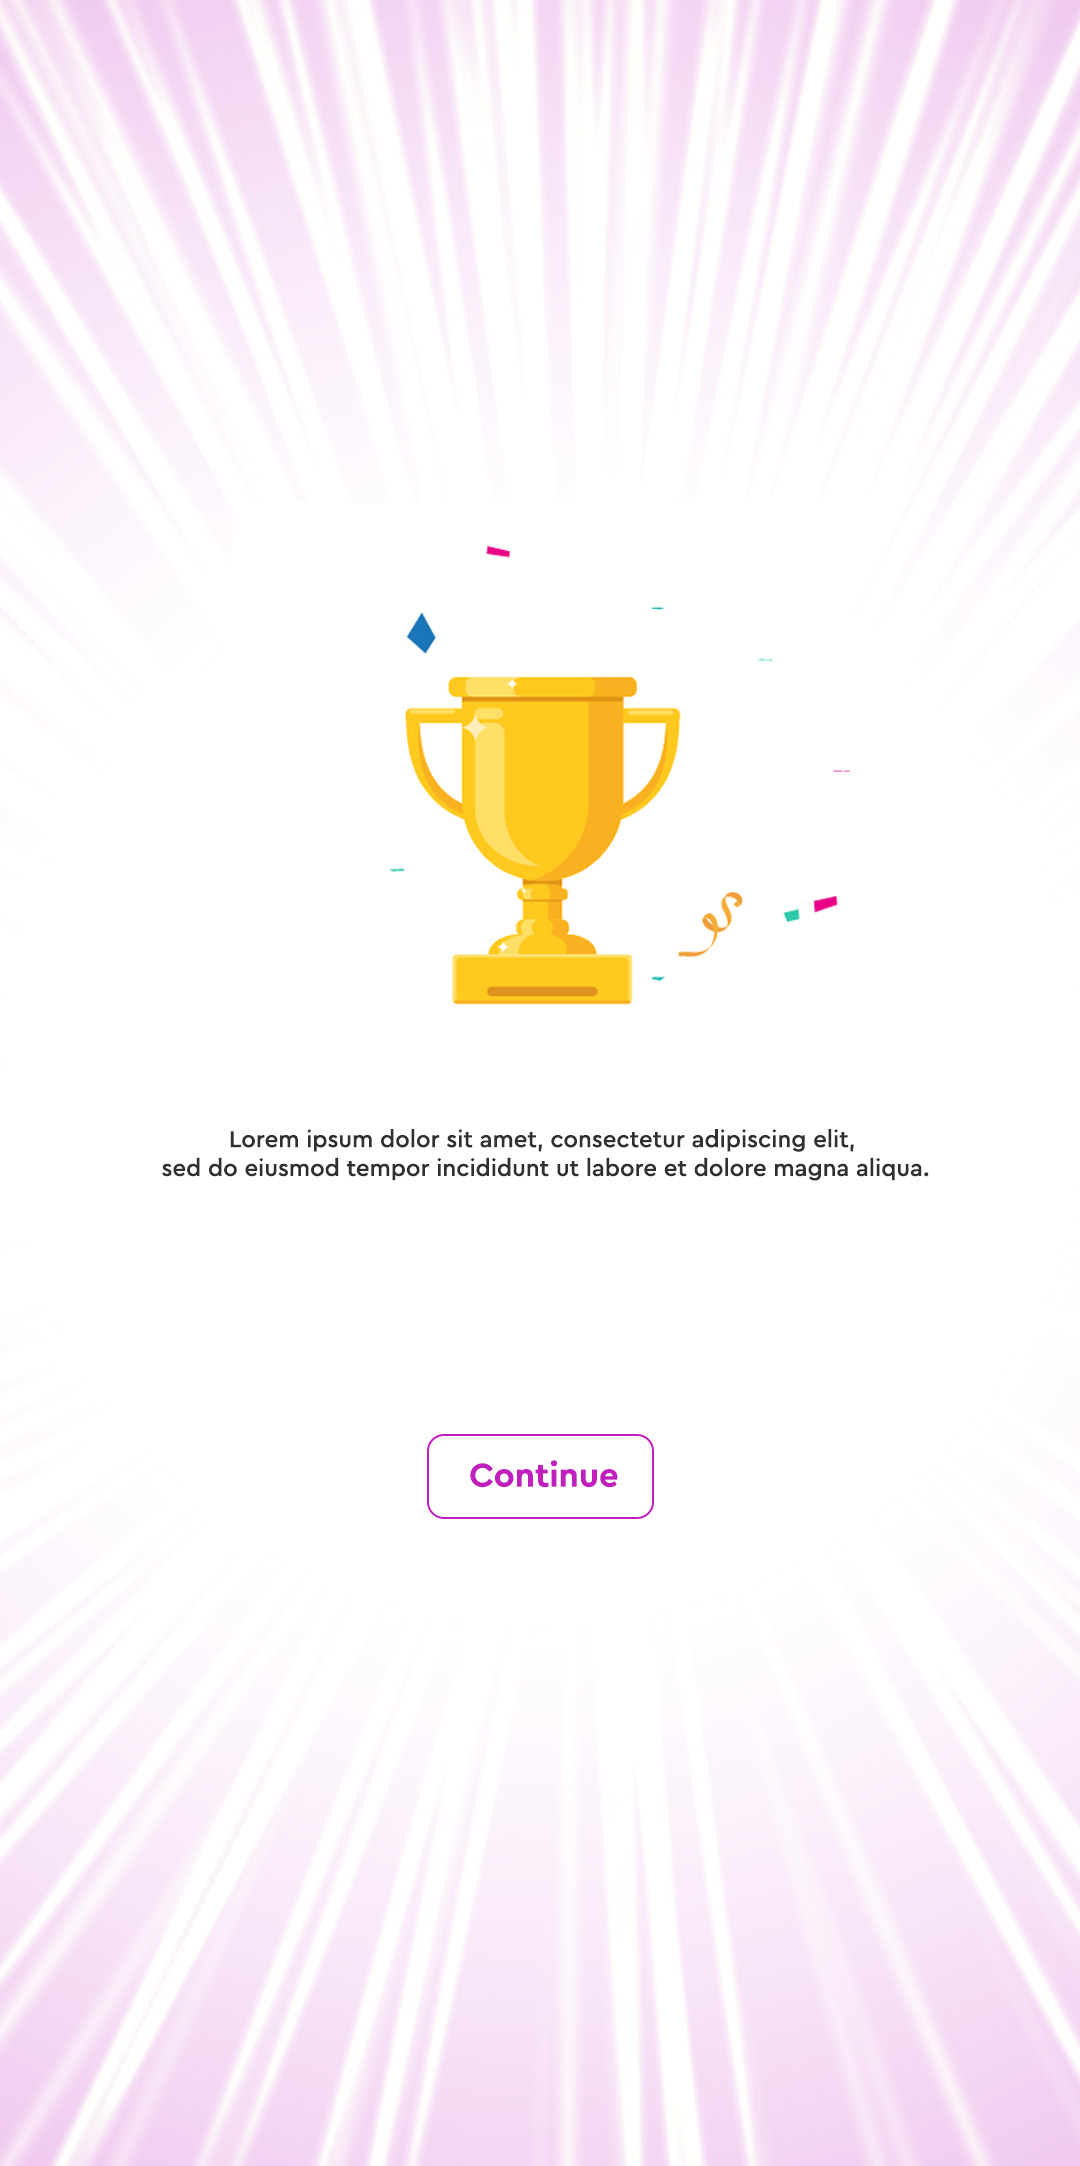 Lorem ipsum dolor sit amet, consectetur adipiscing elit,
sed do eiusmod tempor incididunt ut labore et dolore magna aliqua.
Continue